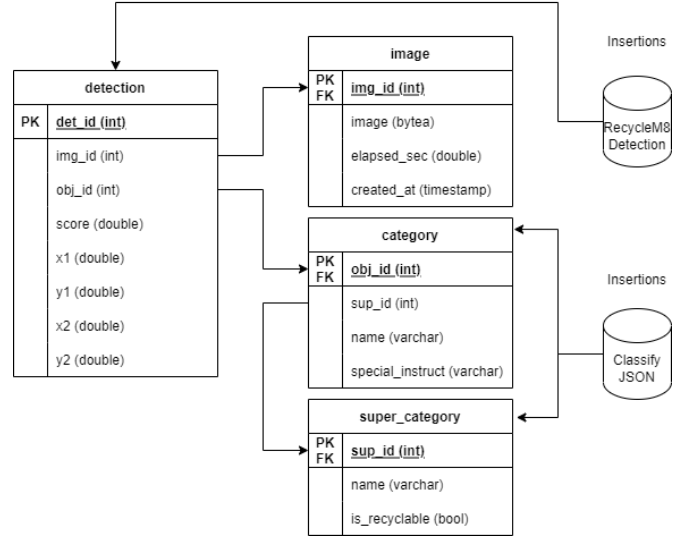 detection
PK det_id (int)
img_id (int)
obj_id (int)
score (double)
x1 (double)
y1 (double)
x2 (double)
y2 (double)
image
PK
FK
img_id (int)
image (bytea)
elapsed_sec (double)
created_at (timestamp)
category
PK
FK
obj_id (int)
sup_id (int)
name (varchar)
special_instruct (varchar)
super_category
PK
FK
sup_id (int)
name (varchar)
is_recyclable (bool)
Insertions
RecycleM8
Detection
Insertions
Classify
JSON